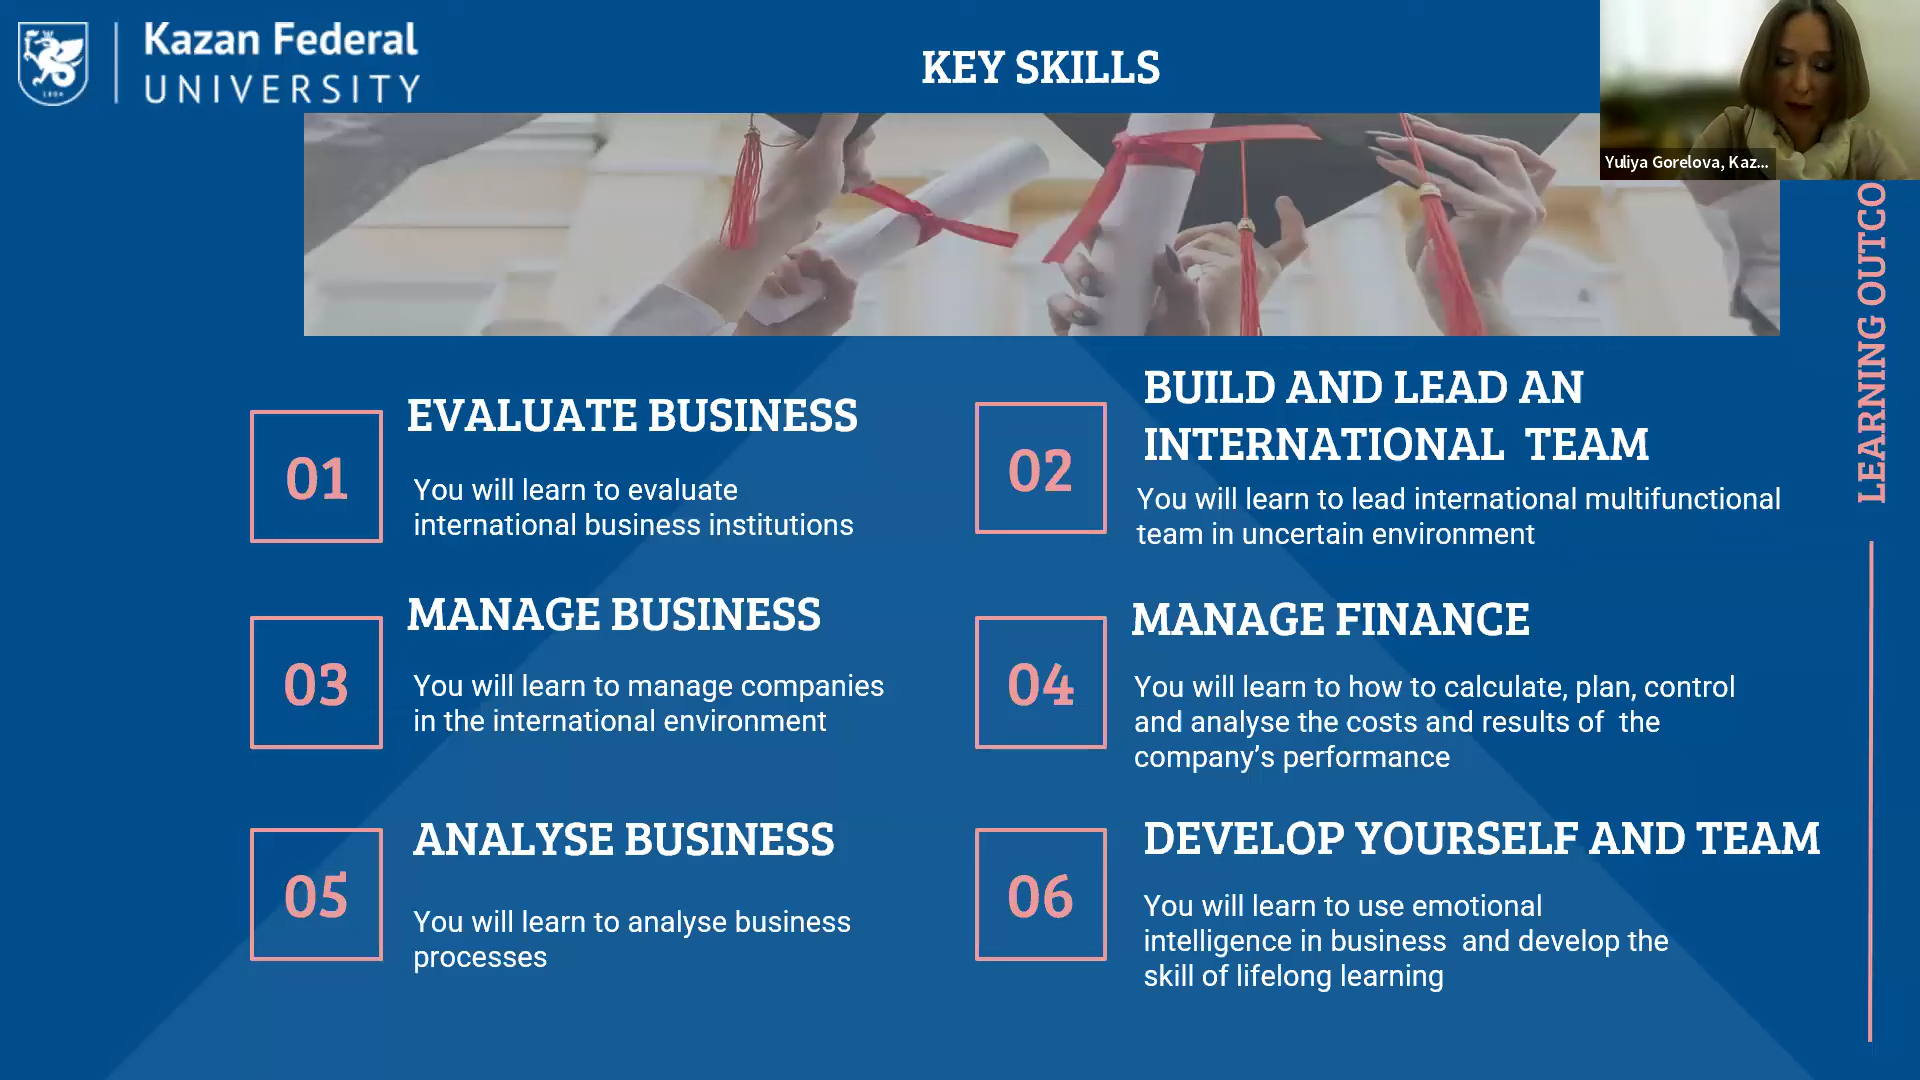 Kazan Federal
UNIVERSITY
1804
KEY SKILLS
Yuliya Gorelova, Kaz...
LEARNING OUTCO
01
EVALUATE BUSINESS
You will learn to evaluate
international business institutions
02
BUILD AND LEAD AN
INTERNATIONAL TEAM
You will learn to lead international multifunctional
team in uncertain environment
03
MANAGE BUSINESS
You will learn to manage companies
in the international environment
04
MANAGE FINANCE
You will learn to how to calculate, plan, control
and analyse the costs and results of the
company’s performance
05
ANALYSE BUSINESS
You will learn to analyse business
processes
06
DEVELOP YOURSELF AND TEAM
You will learn to use emotional
intelligence in business and develop the
skill of lifelong learning